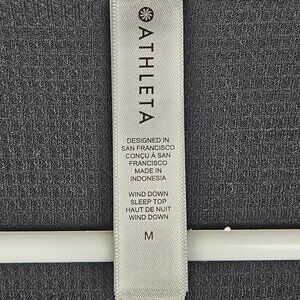 ATHLETA
DESIGNED IN
SAN FRANCISCO
CONÇU À SAN
FRANCISCO
MADE IN
INDONESIA
WIND DOWN
SLEEP TOP
HAUT DE NUIT
WIND DOWN
M